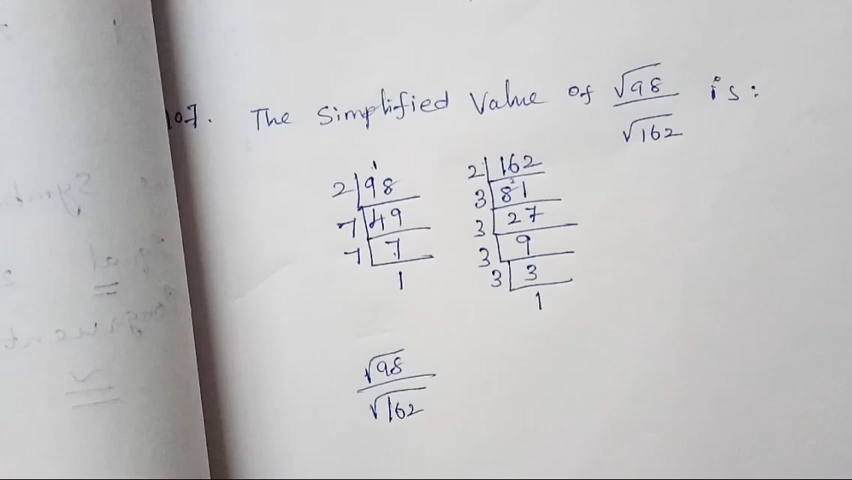 107. The Simplified Value of √98/√162 is:
2 | 98 2 | 162
7 | 49 3 | 81
7 | 7 3 | 27
1 3 | 9
3 | 3
1
√98
√162